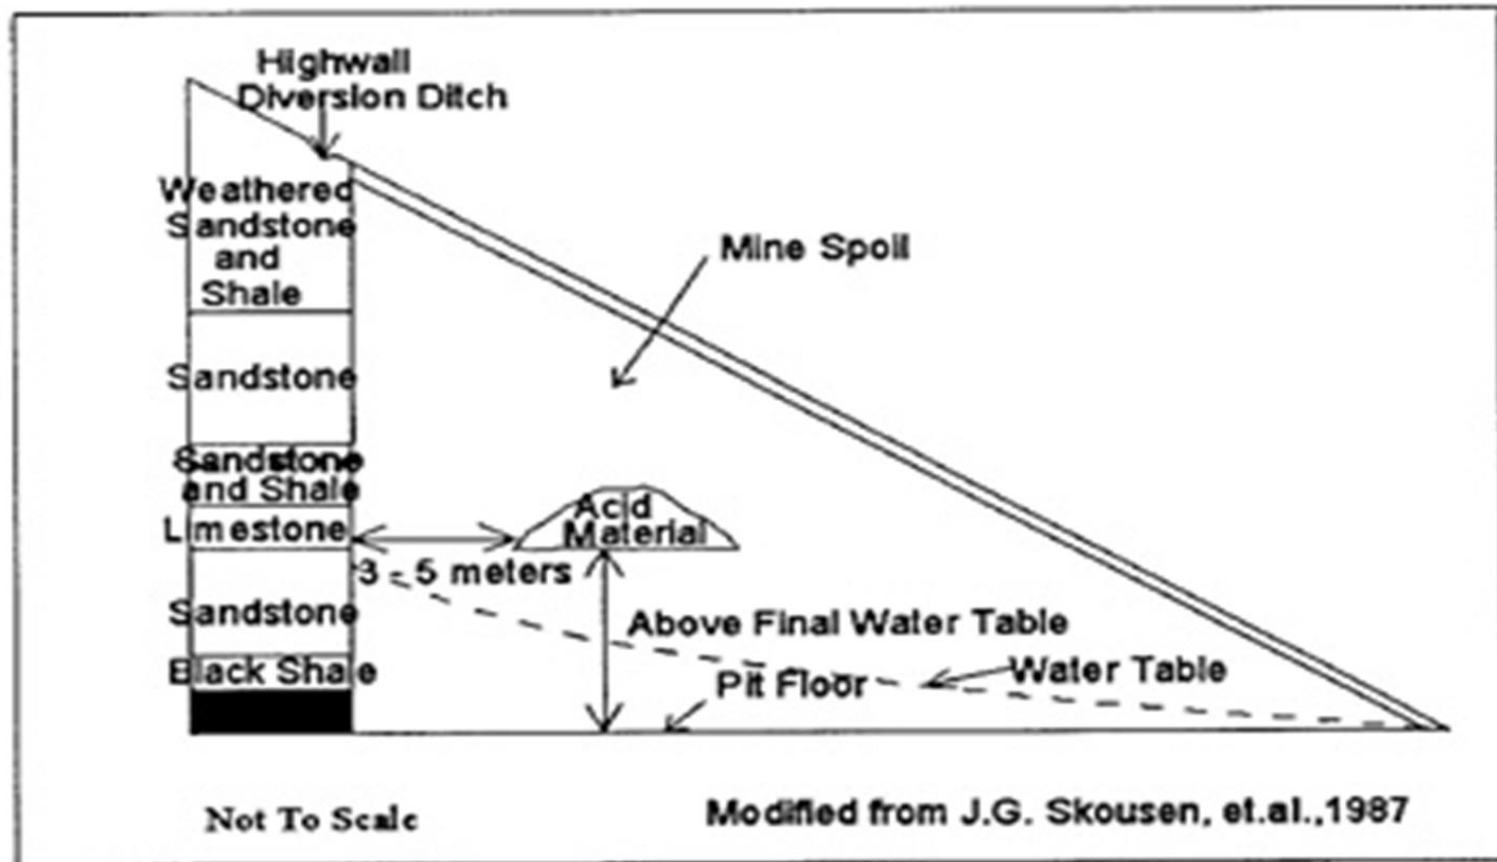 Highwall
Diversion Ditch
Weathered
Sandstone
and
Shale
Mine Spoil
Sandstone
Sandstone
and Shale
Limestone
Acid
Material
3 - 5 meters
Sandstone
Above Final Water Table
Black Shale
Pit Floor
Water Table
Not To Scale
Modified from J.G. Skousen, et.al.,1987